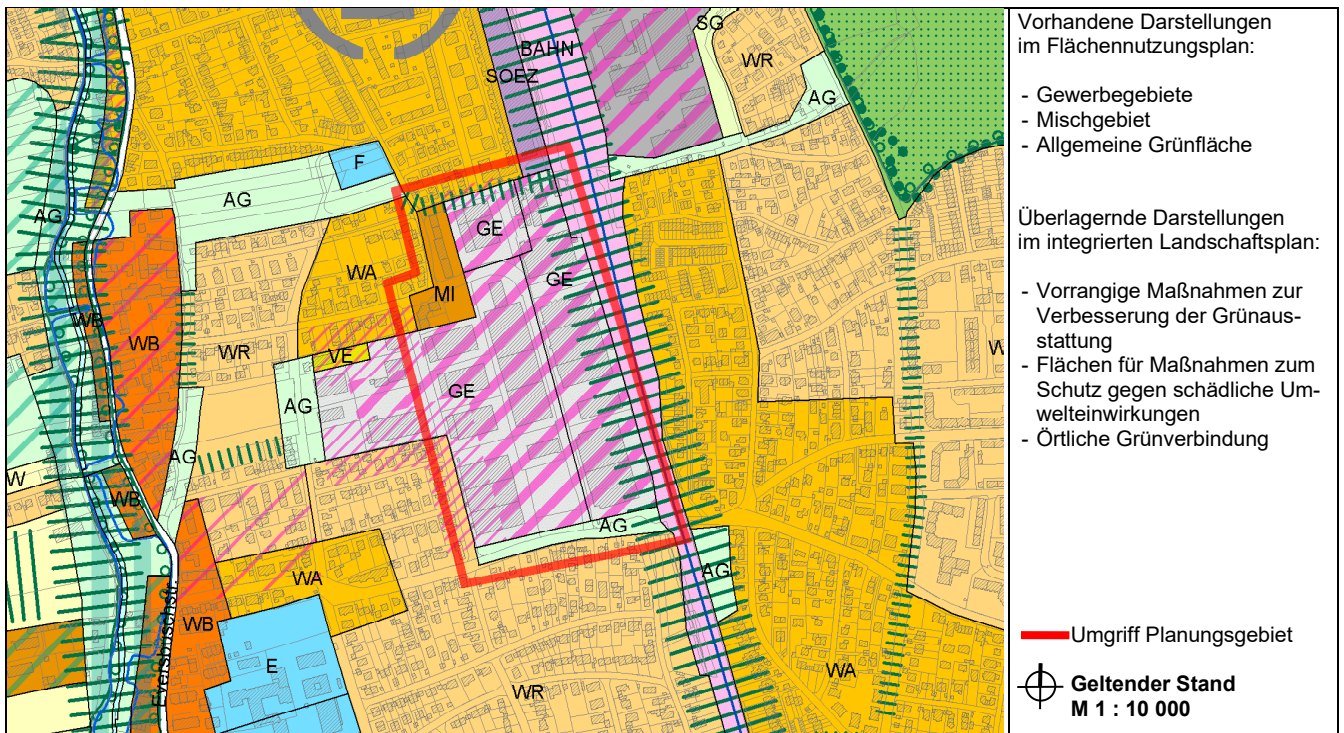 SG
BAHN
WR
SOEZ
AG
F
AG
AG
GE
WA
GE
MI
WB
WB
WR
VE
W
GE
AG
AG
W
WB
AG
WA
AG
WB
E
WA
WR
Vorhandene Darstellungen
im Flächennutzungsplan:
- Gewerbegebiete
- Mischgebiet
- Allgemeine Grünfläche
Überlagernde Darstellungen
im integrierten Landschaftsplan:
- Vorrangige Maßnahmen zur
Verbesserung der Grünaus-
stattung
- Flächen für Maßnahmen zum
Schutz gegen schädliche Um-
welteinwirkungen
- Örtliche Grünverbindung
Umgriff Planungsgebiet
Geltender Stand
M 1 : 10 000